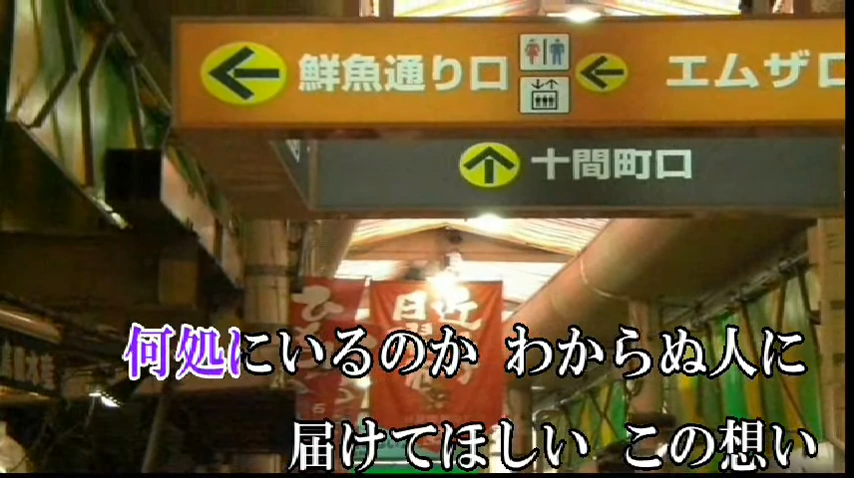 鮮魚通り口 エムザ口
十間町口
近
何処にいるのか わからぬ人に
届けてほしい この想い